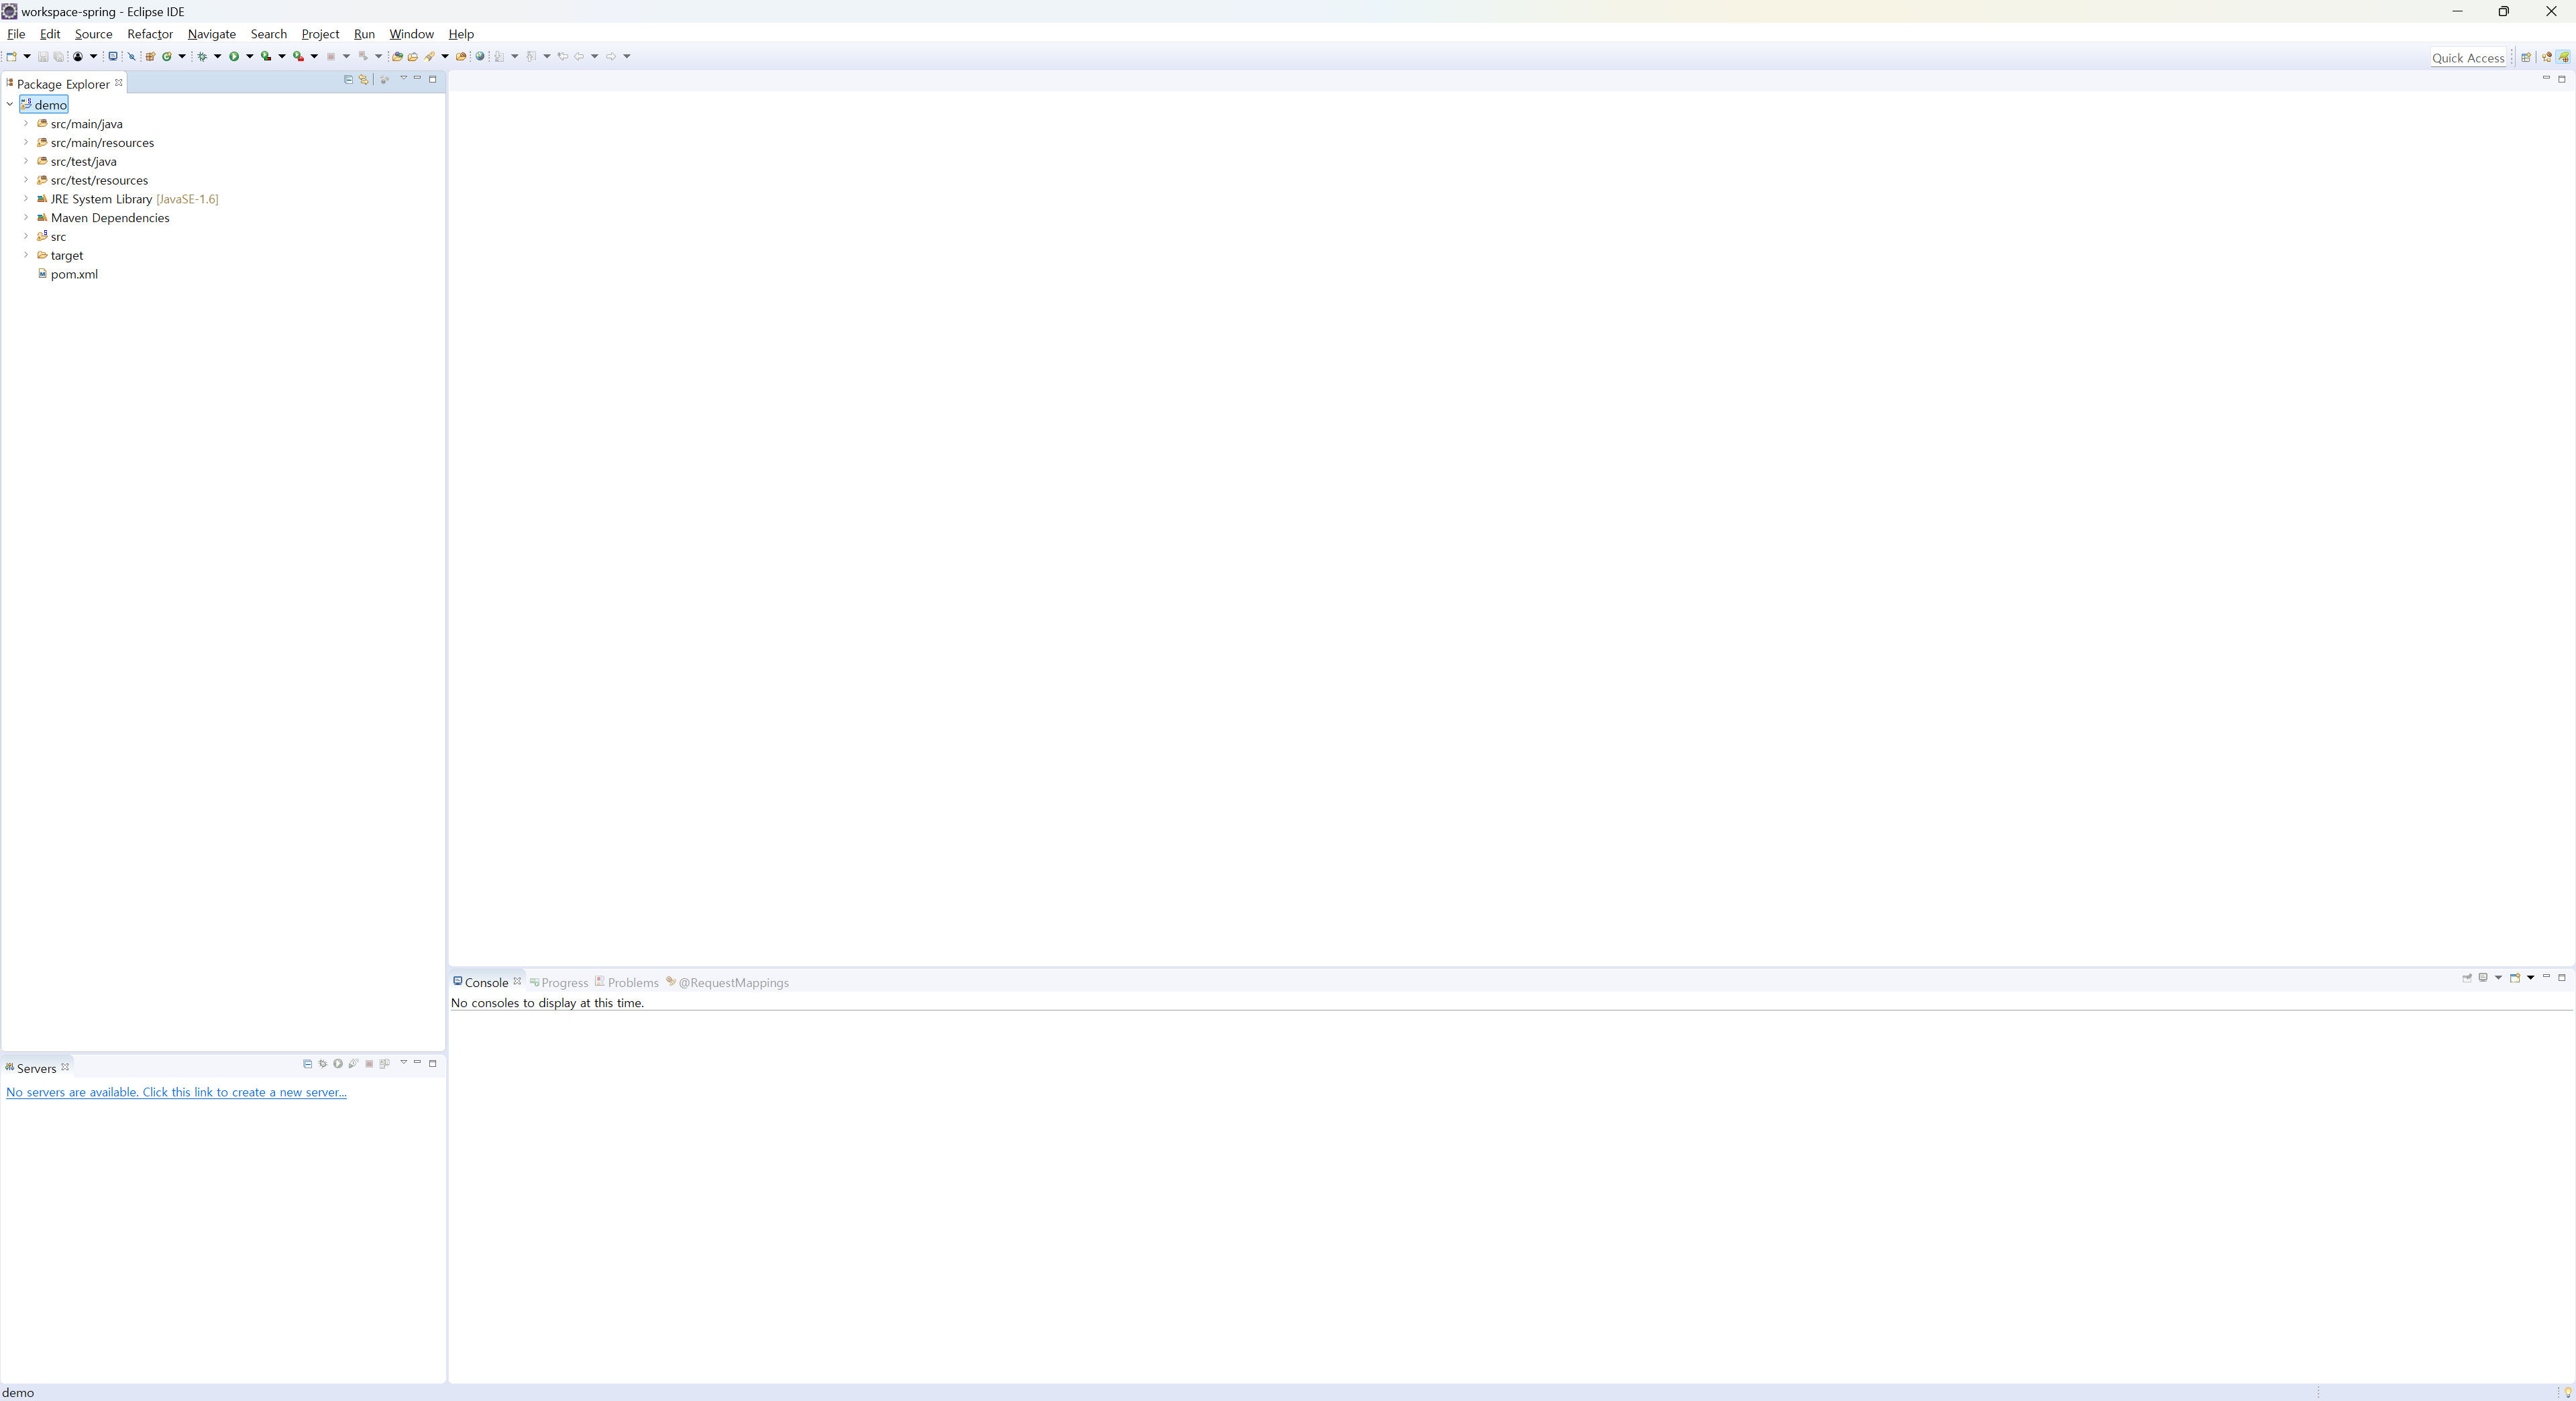 workspace-spring - Eclipse IDE
File Edit Source Refactor Navigate Search Project Run Window Help
Quick Access
Package Explorer
demo
src/main/java
src/main/resources
src/test/java
src/test/resources
JRE System Library [JavaSE-1.6]
Maven Dependencies
src
target
pom.xml
Console Progress Problems @RequestMappings
No consoles to display at this time.
Servers
No servers are available. Click this link to create a new server...
demo